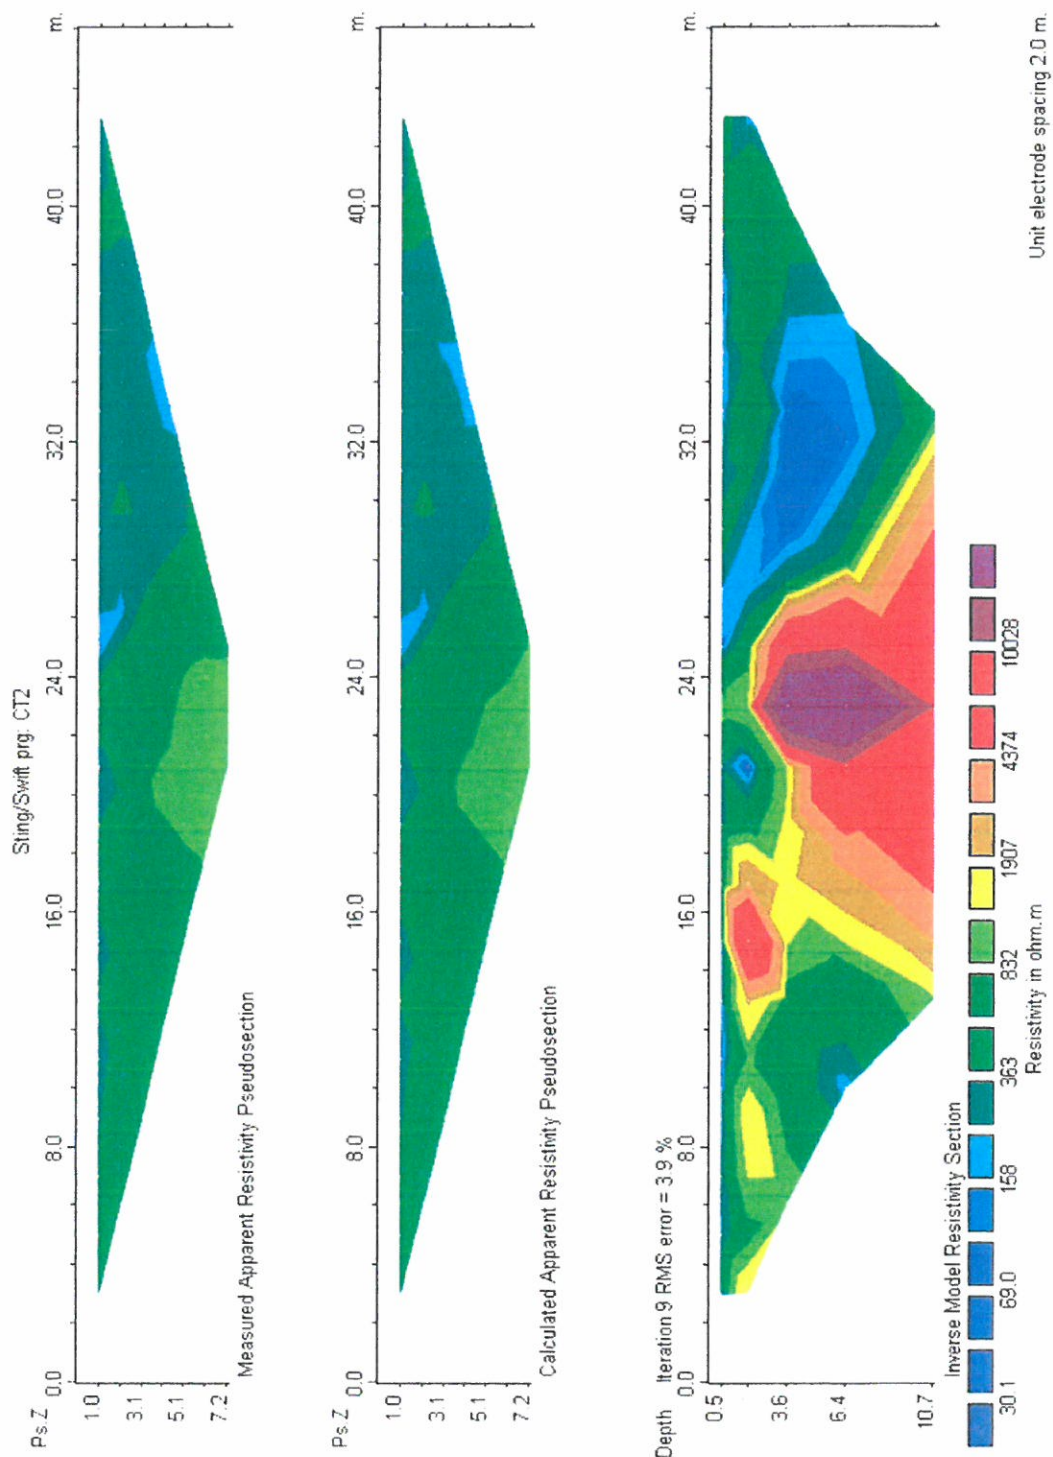 Sting/Swift prg: CT2
Ps.Z 0.0 8.0 16.0 24.0 32.0 40.0 m.
1.0
3.1
5.1
7.2
Measured Apparent Resistivity Pseudosection
Ps.Z 0.0 8.0 16.0 24.0 32.0 40.0 m.
1.0
3.1
5.1
7.2
Calculated Apparent Resistivity Pseudosection
Depth Iteration 9 RMS error = 3.9 %
0.0 8.0 16.0 24.0 32.0 40.0 m.
0.5
3.6
6.4
10.7
Inverse Model Resistivity Section
30.1 69.0 158 363 832 1907 4374 10028
Resistivity in ohm.m
Unit electrode spacing 2.0 m.